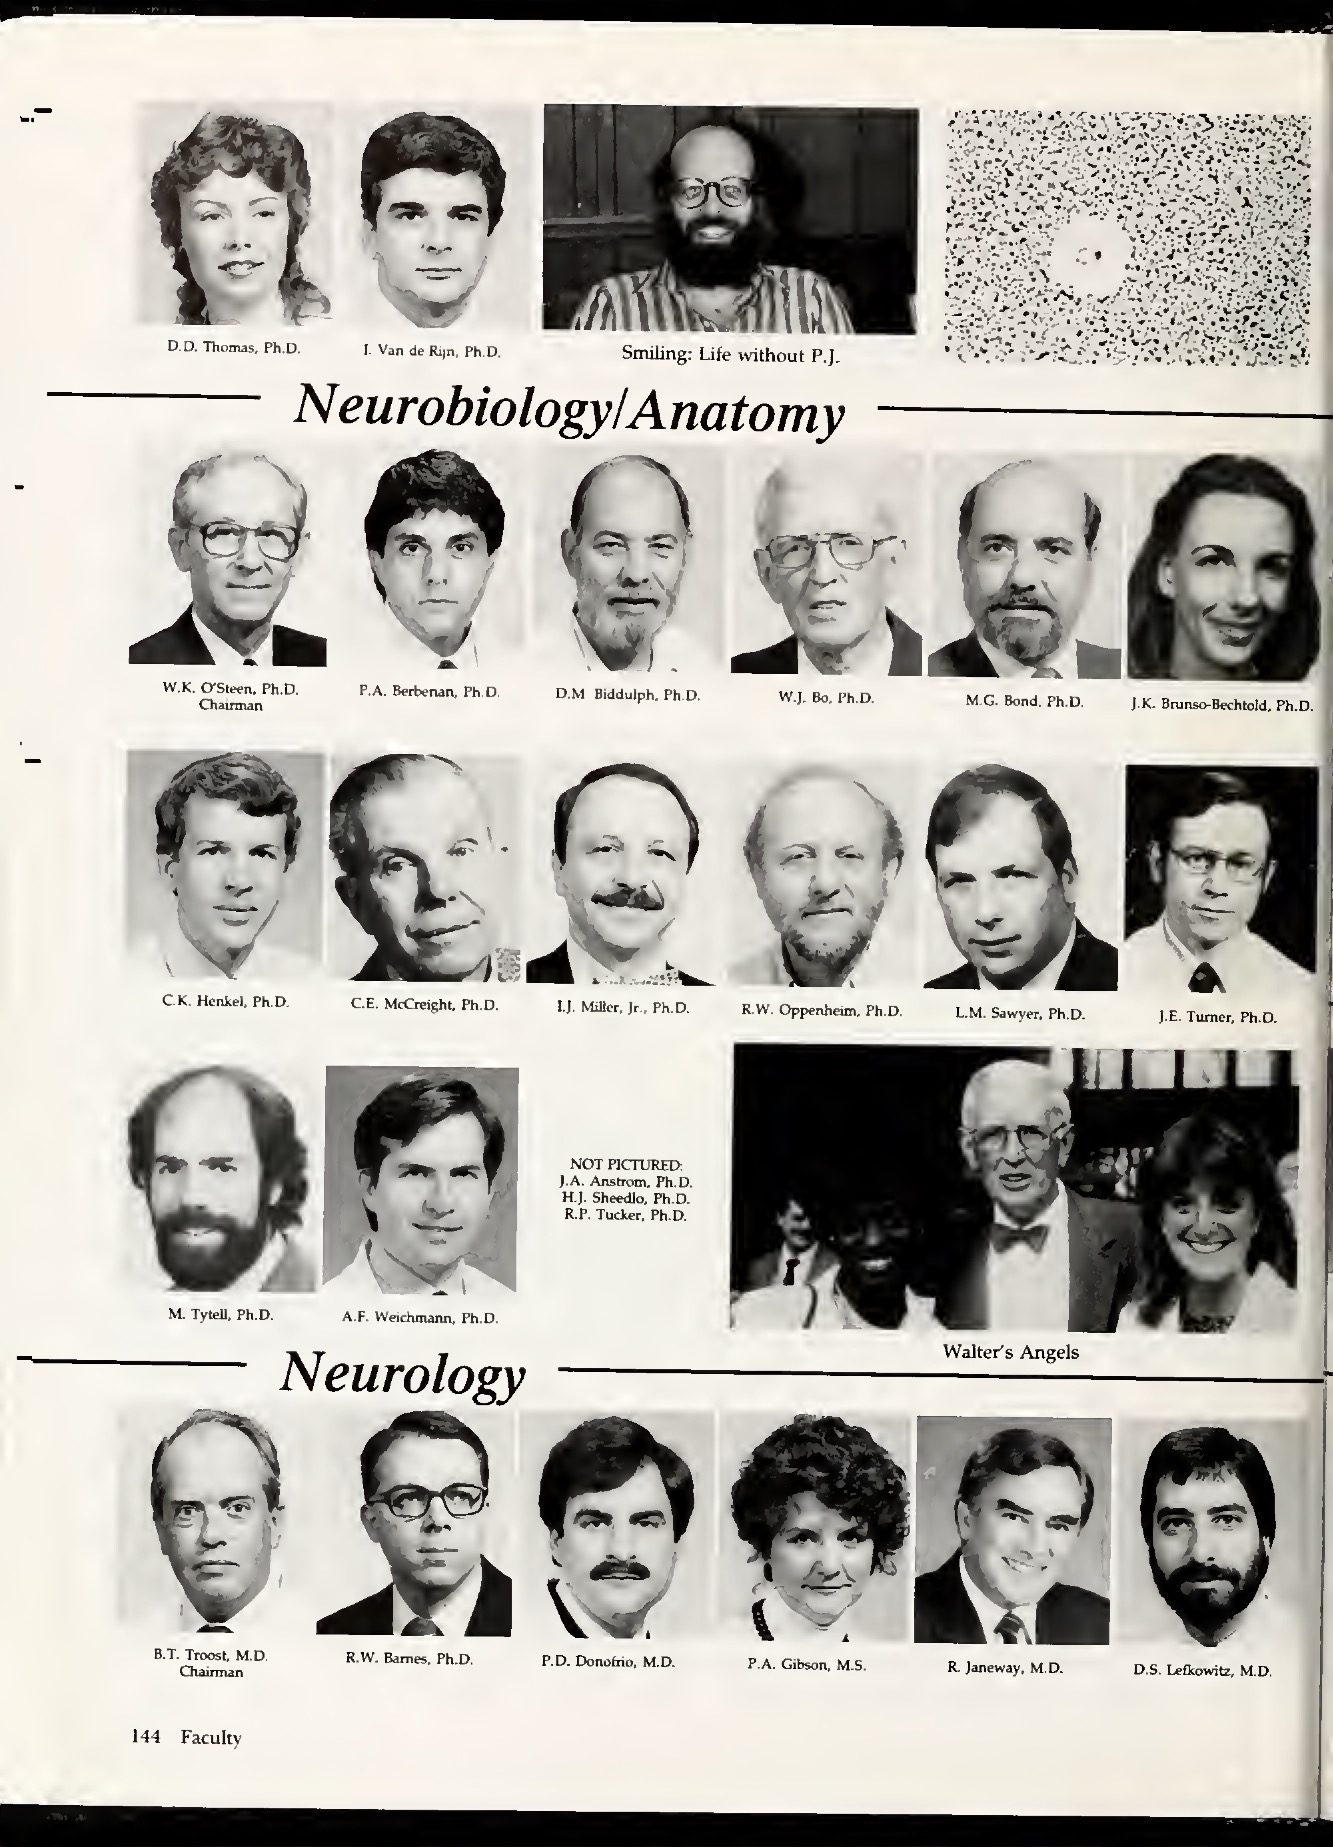 D.D. Thomas, Ph.D.
I. Van de Rijn, Ph.D.
Smiling: Life without P.J.
Neurobiology/Anatomy
W.K. O'Steen, Ph.D.
Chairman
P.A. Berbenan, Ph.D.
D.M Biddulph, Ph.D.
W.J. Bo, Ph.D.
M.G. Bond, Ph.D.
J.K. Brunso-Bechtold, Ph.D.
C.K. Henkel, Ph.D.
C.E. McCreight, Ph.D.
I.J. Miller, Jr., Ph.D.
R.W. Oppenheim, Ph.D.
L.M. Sawyer, Ph.D.
J.E. Turner, Ph.D.
NOT PICTURED:
J.A. Anstrom, Ph.D.
H.J. Sheedlo, Ph.D.
R.P. Tucker, Ph.D.
M. Tytell, Ph.D.
A.F. Weichmann, Ph.D.
Walter's Angels
Neurology
B.T. Troost, M.D.
Chairman
R.W. Barnes, Ph.D.
P.D. Donofrio, M.D.
P.A. Gibson, M.S.
R. Janeway, M.D.
D.S. Lefkowitz, M.D.
144 Faculty